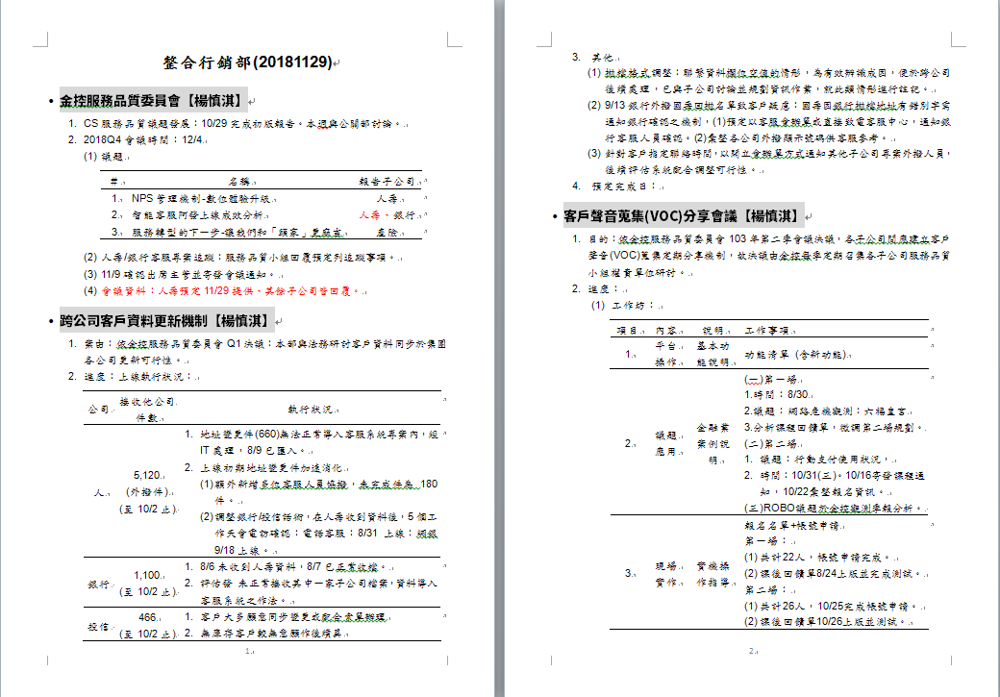 整合行銷部(20181129)
• 金控服務品質委員會【楊慎淇】
1. CS 服務品質議題發展：10/29 完成初版報告。本週與公關部討論。
2. 2018Q4 會議時間：12/4
(1) 議題
# 名稱 報告子公司
1. NPS 管理機制-數位體驗升級 人壽
2. 智能客服阿發上線成效分析 人壽、銀行
3. 服務轉型的下一步-讓我們和「頭家」更麻吉 產險
(2) 人壽/銀行客服專案追蹤：服務品質小組回覆預定列追蹤事項。
(3) 11/9 確認出席主管並寄發會議通知。
(4) 會議資料：人壽預定 11/29 提供、其餘子公司皆回覆。
• 跨公司客戶資料更新機制【楊慎淇】
1. 案由：依金控服務品質委員會 Q1 決議：本部與法務研討客戶資料同步於集團
各公司更新可行性。
2. 進度：上線執行狀況：
公司 接收他公司件數 執行狀況
人 5,120 (外撥件) (至 10/2 止)
1. 地址變更件(660)無法正常導入客服系統專案內，經
IT 處理，8/9 已匯入。
2. 上線初期地址變更件加速消化
(1)額外新增多位客服人員協撥，未完成件為 180
件。
(2)調整銀行/投信話術，在人壽收到資料後，5 個工
作天會電訪確認：電話客服：8/31 上線；網銀
9/18 上線。
銀行 1,100 (至 10/2 止)
1. 8/6 未收到人壽資料，8/7 已正常收檔。
2. 評估發 未正常接收其中一家子公司檔案，資料導入
客服系統之作法。
投信 466 (至 10/2 止)
1. 客戶大多願意同步變更或配合索單辦理
2. 無庫存客戶較無意願作後續異
1
3. 其他
(1) 拋檔格式調整：聯繫資料欄位空值的情形，為有效辨識成因，便於跨公司
後續處理，已與子公司討論並規劃資訊作業，就此類情形進行註記。
(2) 9/13 銀行外撥國壽回拋名單致客戶疑慮：國壽因銀行拋檔地址有錯別字需
通知銀行確認之機制，(1)預定以客服會辦單或直接致電客服中心，通知銀
行客服人員確認。(2)彙整各公司外撥顯示號碼供客服參考。
(3) 針對客戶指定聯絡時間，以開立會辦單方式通知其他子公司專案外撥人員，
後續評估系統配合調整可行性。
4. 預定完成日：
• 客戶聲音蒐集(VOC)分享會議【楊慎淇】
1. 目的：依金控服務品質委員會 103 年第二季會議決議，各子公司間應建立客戶
聲音(VOC)蒐集定期分享機制，故決議由金控每季定期召集各子公司服務品質
小組權責單位研討。
2. 進度：
(1) 工作坊：
項目 內容 說明 工作事項
1. 平台操作 基本功能說明 功能清單 (含新功能)
2. 議題應用 金融業案例說明
(一)第一場
1.時間：8/30
2.議題：網路危機觀測：六福皇宮
3.分析課程回饋單，微調第二場規劃。
(二)第二場
1. 議題：行動支付使用狀況，
2. 時間：10/31(三)。10/16寄發課程通
知，10/22彙整報名資訊。
(三)ROBO議題於金控觀測季報分析。
3. 現場實作 實機操作指導
報名名單+帳號申請
第一場：
(1) 共計22人，帳號申請完成。
(2) 課後回饋單8/24上版並完成測試。
第二場：
(1) 共計26人，10/25完成帳號申請。
(2) 課後回饋單10/26上版並測試。
2